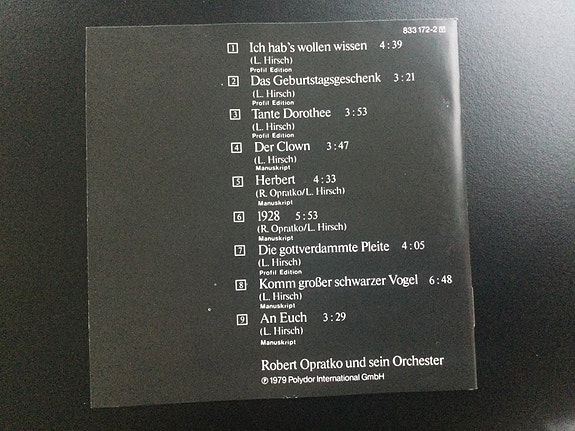 833 172-2
1 Ich hab's wollen wissen 4:39
(L. Hirsch)
Profil Edition
2 Das Geburtstagsgeschenk 3:21
(L. Hirsch)
Profil Edition
3 Tante Dorothee 3:53
(L. Hirsch)
Profil Edition
4 Der Clown 3:47
(L. Hirsch)
Manuskript
5 Herbert 4:33
(R. Opratko/L. Hirsch)
Manuskript
6 1928 5:53
(R. Opratko/L. Hirsch)
Manuskript
7 Die gottverdammte Pleite 4:05
(L. Hirsch)
Profil Edition
8 Komm großer schwarzer Vogel 6:48
(L. Hirsch)
Manuskript
9 An Euch 3:29
(L. Hirsch)
Manuskript
Robert Opratko und sein Orchester
℗ 1979 Polydor International GmbH